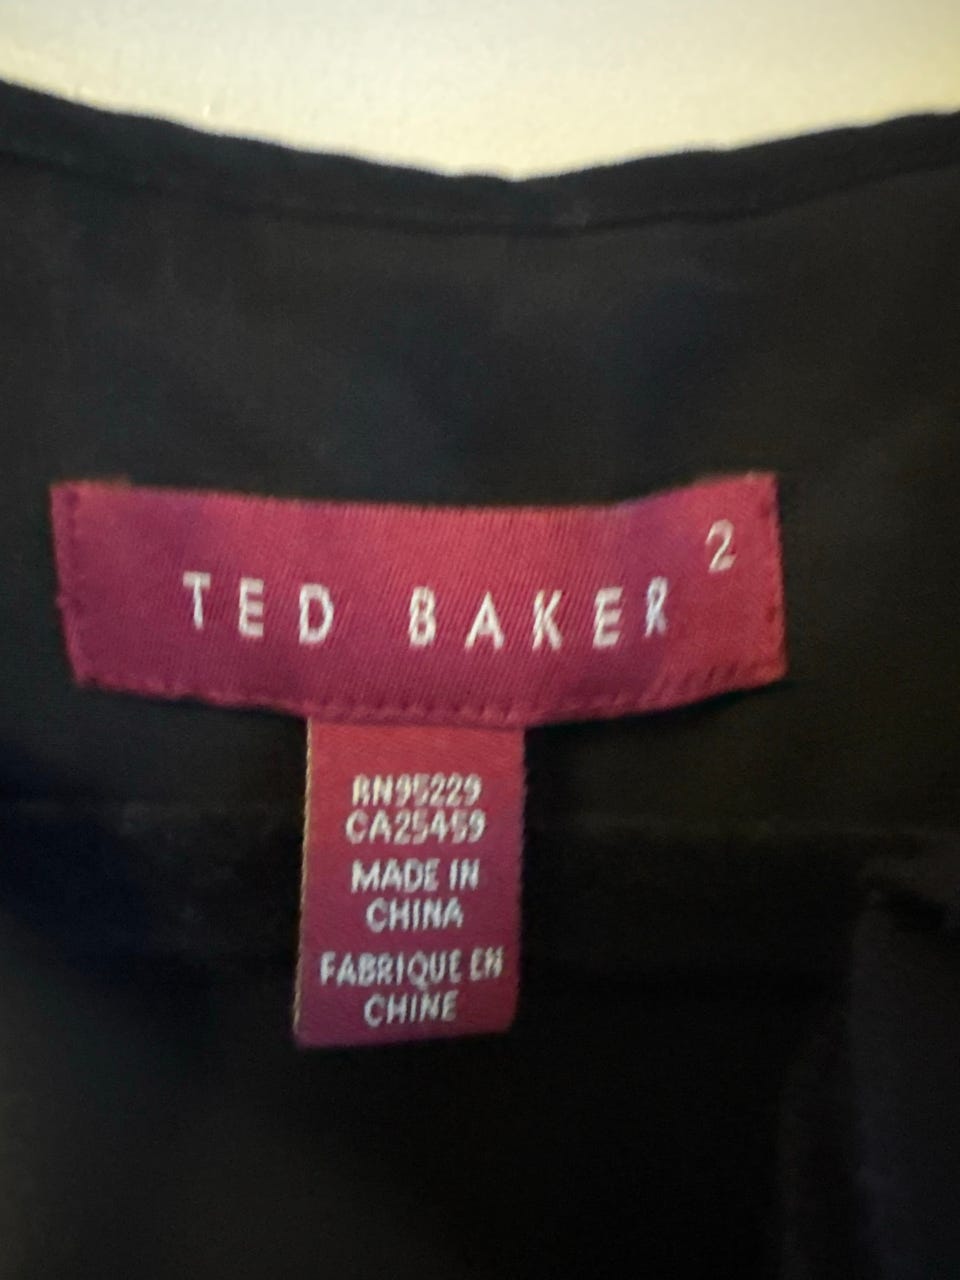 TED BAKER 2
RN95229
CA25459
MADE IN
CHINA
FABRIQUE EN
CHINE